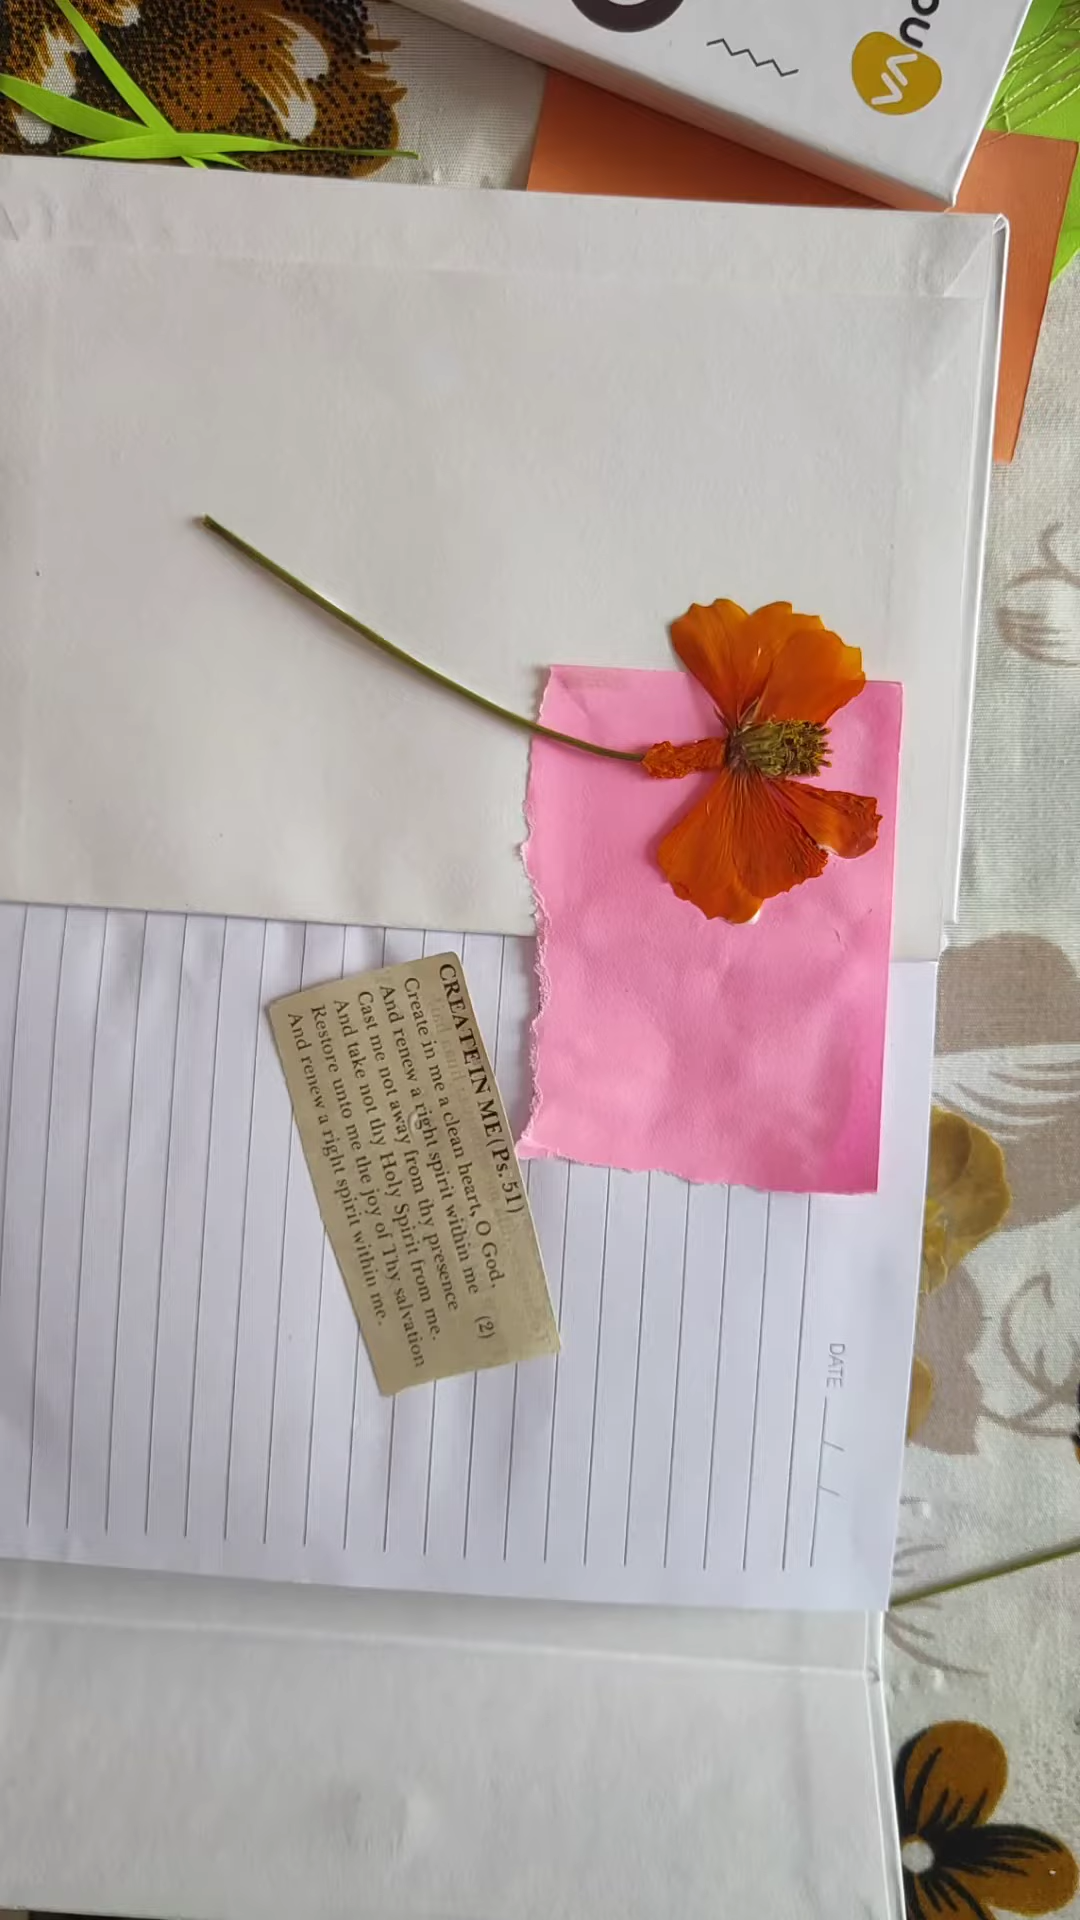 CREATE IN ME (Ps. 51)
Create in me a clean heart, O God,
And renew a right spirit within me (2)
Cast me not away from thy presence
And take not thy Holy Spirit from me.
Restore unto me the joy of Thy salvation
And renew a right spirit within me.
DATE / /